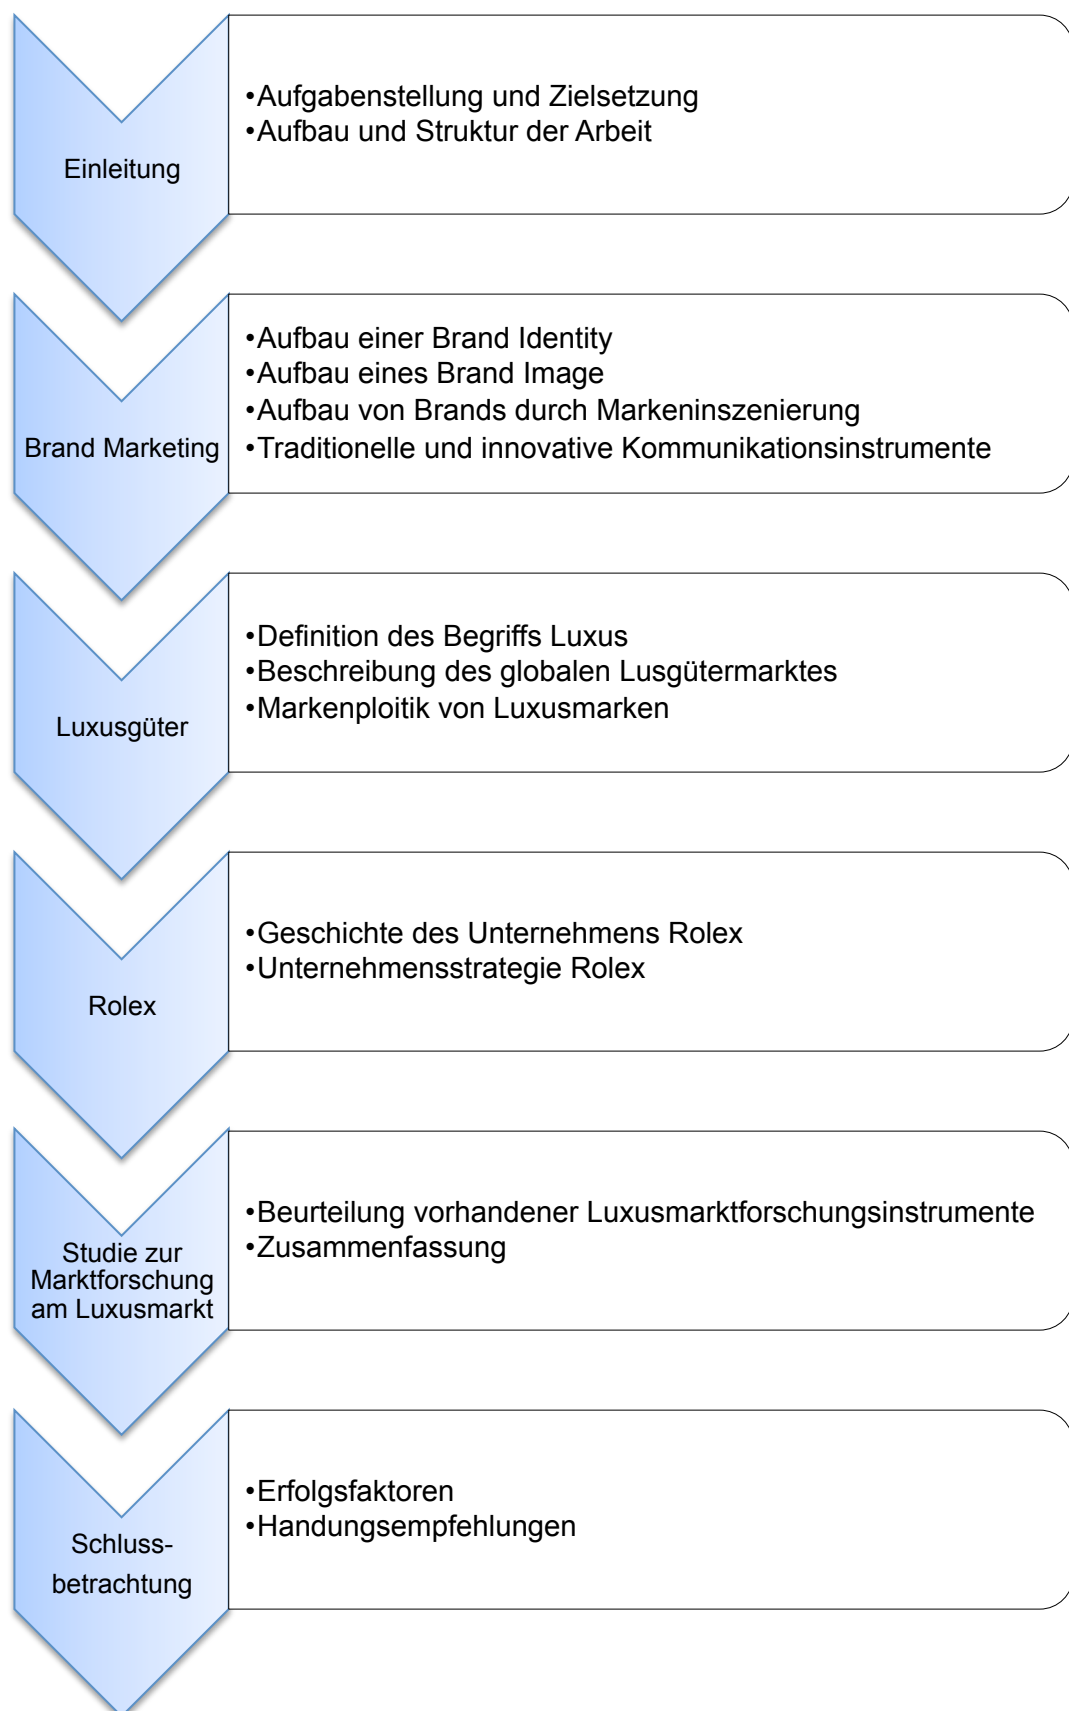 Einleitung
•Aufgabenstellung und Zielsetzung
•Aufbau und Struktur der Arbeit
Brand Marketing
•Aufbau einer Brand Identity
•Aufbau eines Brand Image
•Aufbau von Brands durch Markeninszenierung
•Traditionelle und innovative Kommunikationsinstrumente
Luxusgüter
•Definition des Begriffs Luxus
•Beschreibung des globalen Lusgütermarktes
•Markenploitik von Luxusmarken
Rolex
•Geschichte des Unternehmens Rolex
•Unternehmensstrategie Rolex
Studie zur
Marktforschung
am Luxusmarkt
•Beurteilung vorhandener Luxusmarktforschungsinstrumente
•Zusammenfassung
Schluss-
betrachtung
•Erfolgsfaktoren
•Handungsempfehlungen